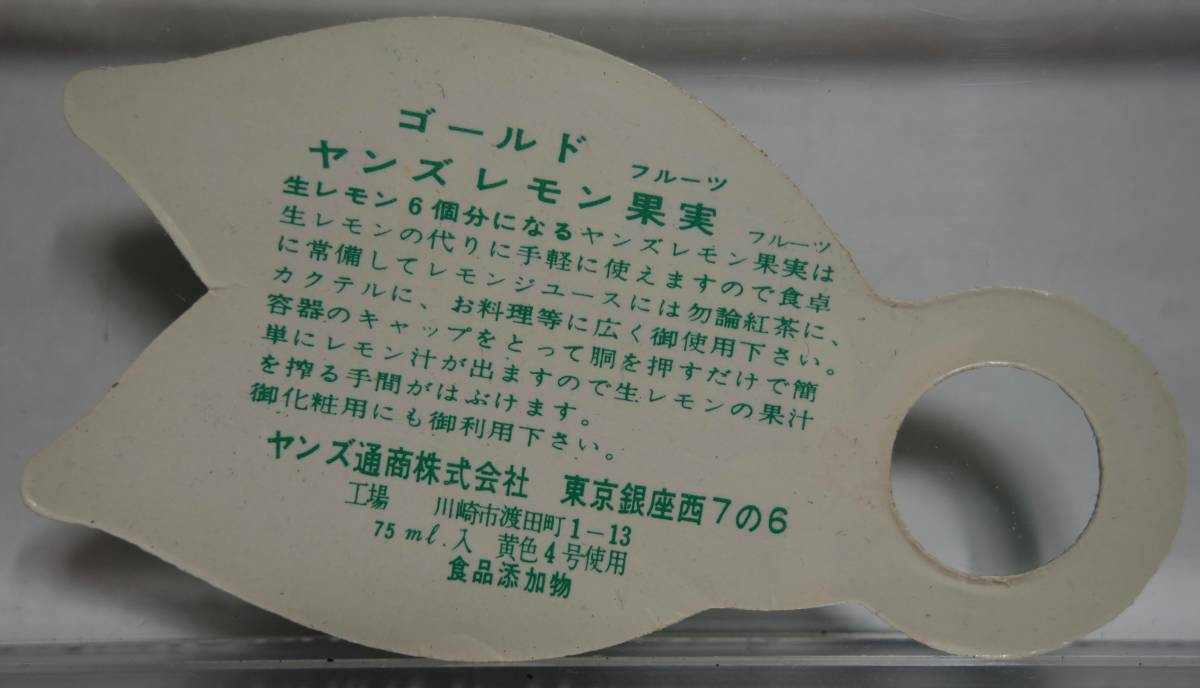 ゴールド
フルーツ
ヤンズレモン果実
フルーツ
生レモン6個分になるヤンズレモン果実は
生レモンの代りに手軽に使えますので食卓
に常備してレモンジユースには勿論紅茶に、
カクテルに、お料理等に広く御使用下さい。
容器のキャップをとって胴を押すだけで簡
単にレモン汁が出ますので生レモンの果汁
を搾る手間がはぶけます。
御化粧用にも御利用下さい。
ヤンズ通商株式会社 東京銀座西7の6
工場 川崎市渡田町1-13
75ml.入 黄色4号使用
食品添加物